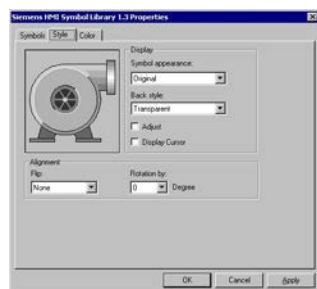 Siemens HMI Symbol Library 1.3 Properties
Symbols Style Color
Display
Symbol appearance:
Original
Back style:
Transparent
Adjust
Display Cursor
Alignment
Flip:
None
Rotation by:
0 Degree
OK Cancel Apply